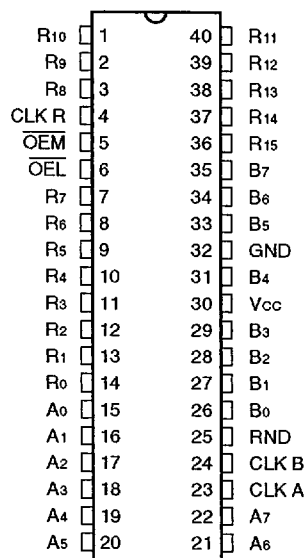 R10 1 40 R11
R9 2 39 R12
R8 3 38 R13
CLK R 4 37 R14
O̅E̅M̅ 5 36 R15
O̅E̅L̅ 6 35 B7
R7 7 34 B6
R6 8 33 B5
R5 9 32 GND
R4 10 31 B4
R3 11 30 VCC
R2 12 29 B3
R1 13 28 B2
R0 14 27 B1
A0 15 26 B0
A1 16 25 RND
A2 17 24 CLK B
A3 18 23 CLK A
A4 19 22 A7
A5 20 21 A6